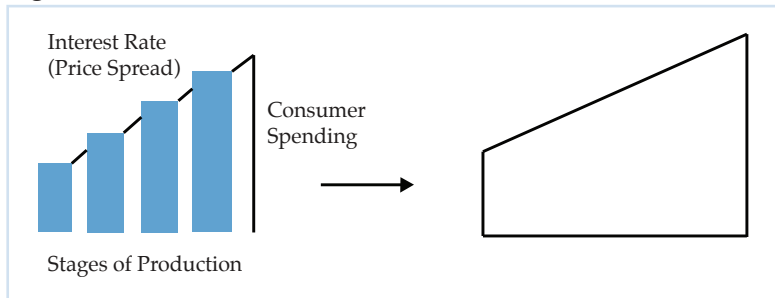 Interest Rate
(Price Spread)
Consumer
Spending
Stages of Production